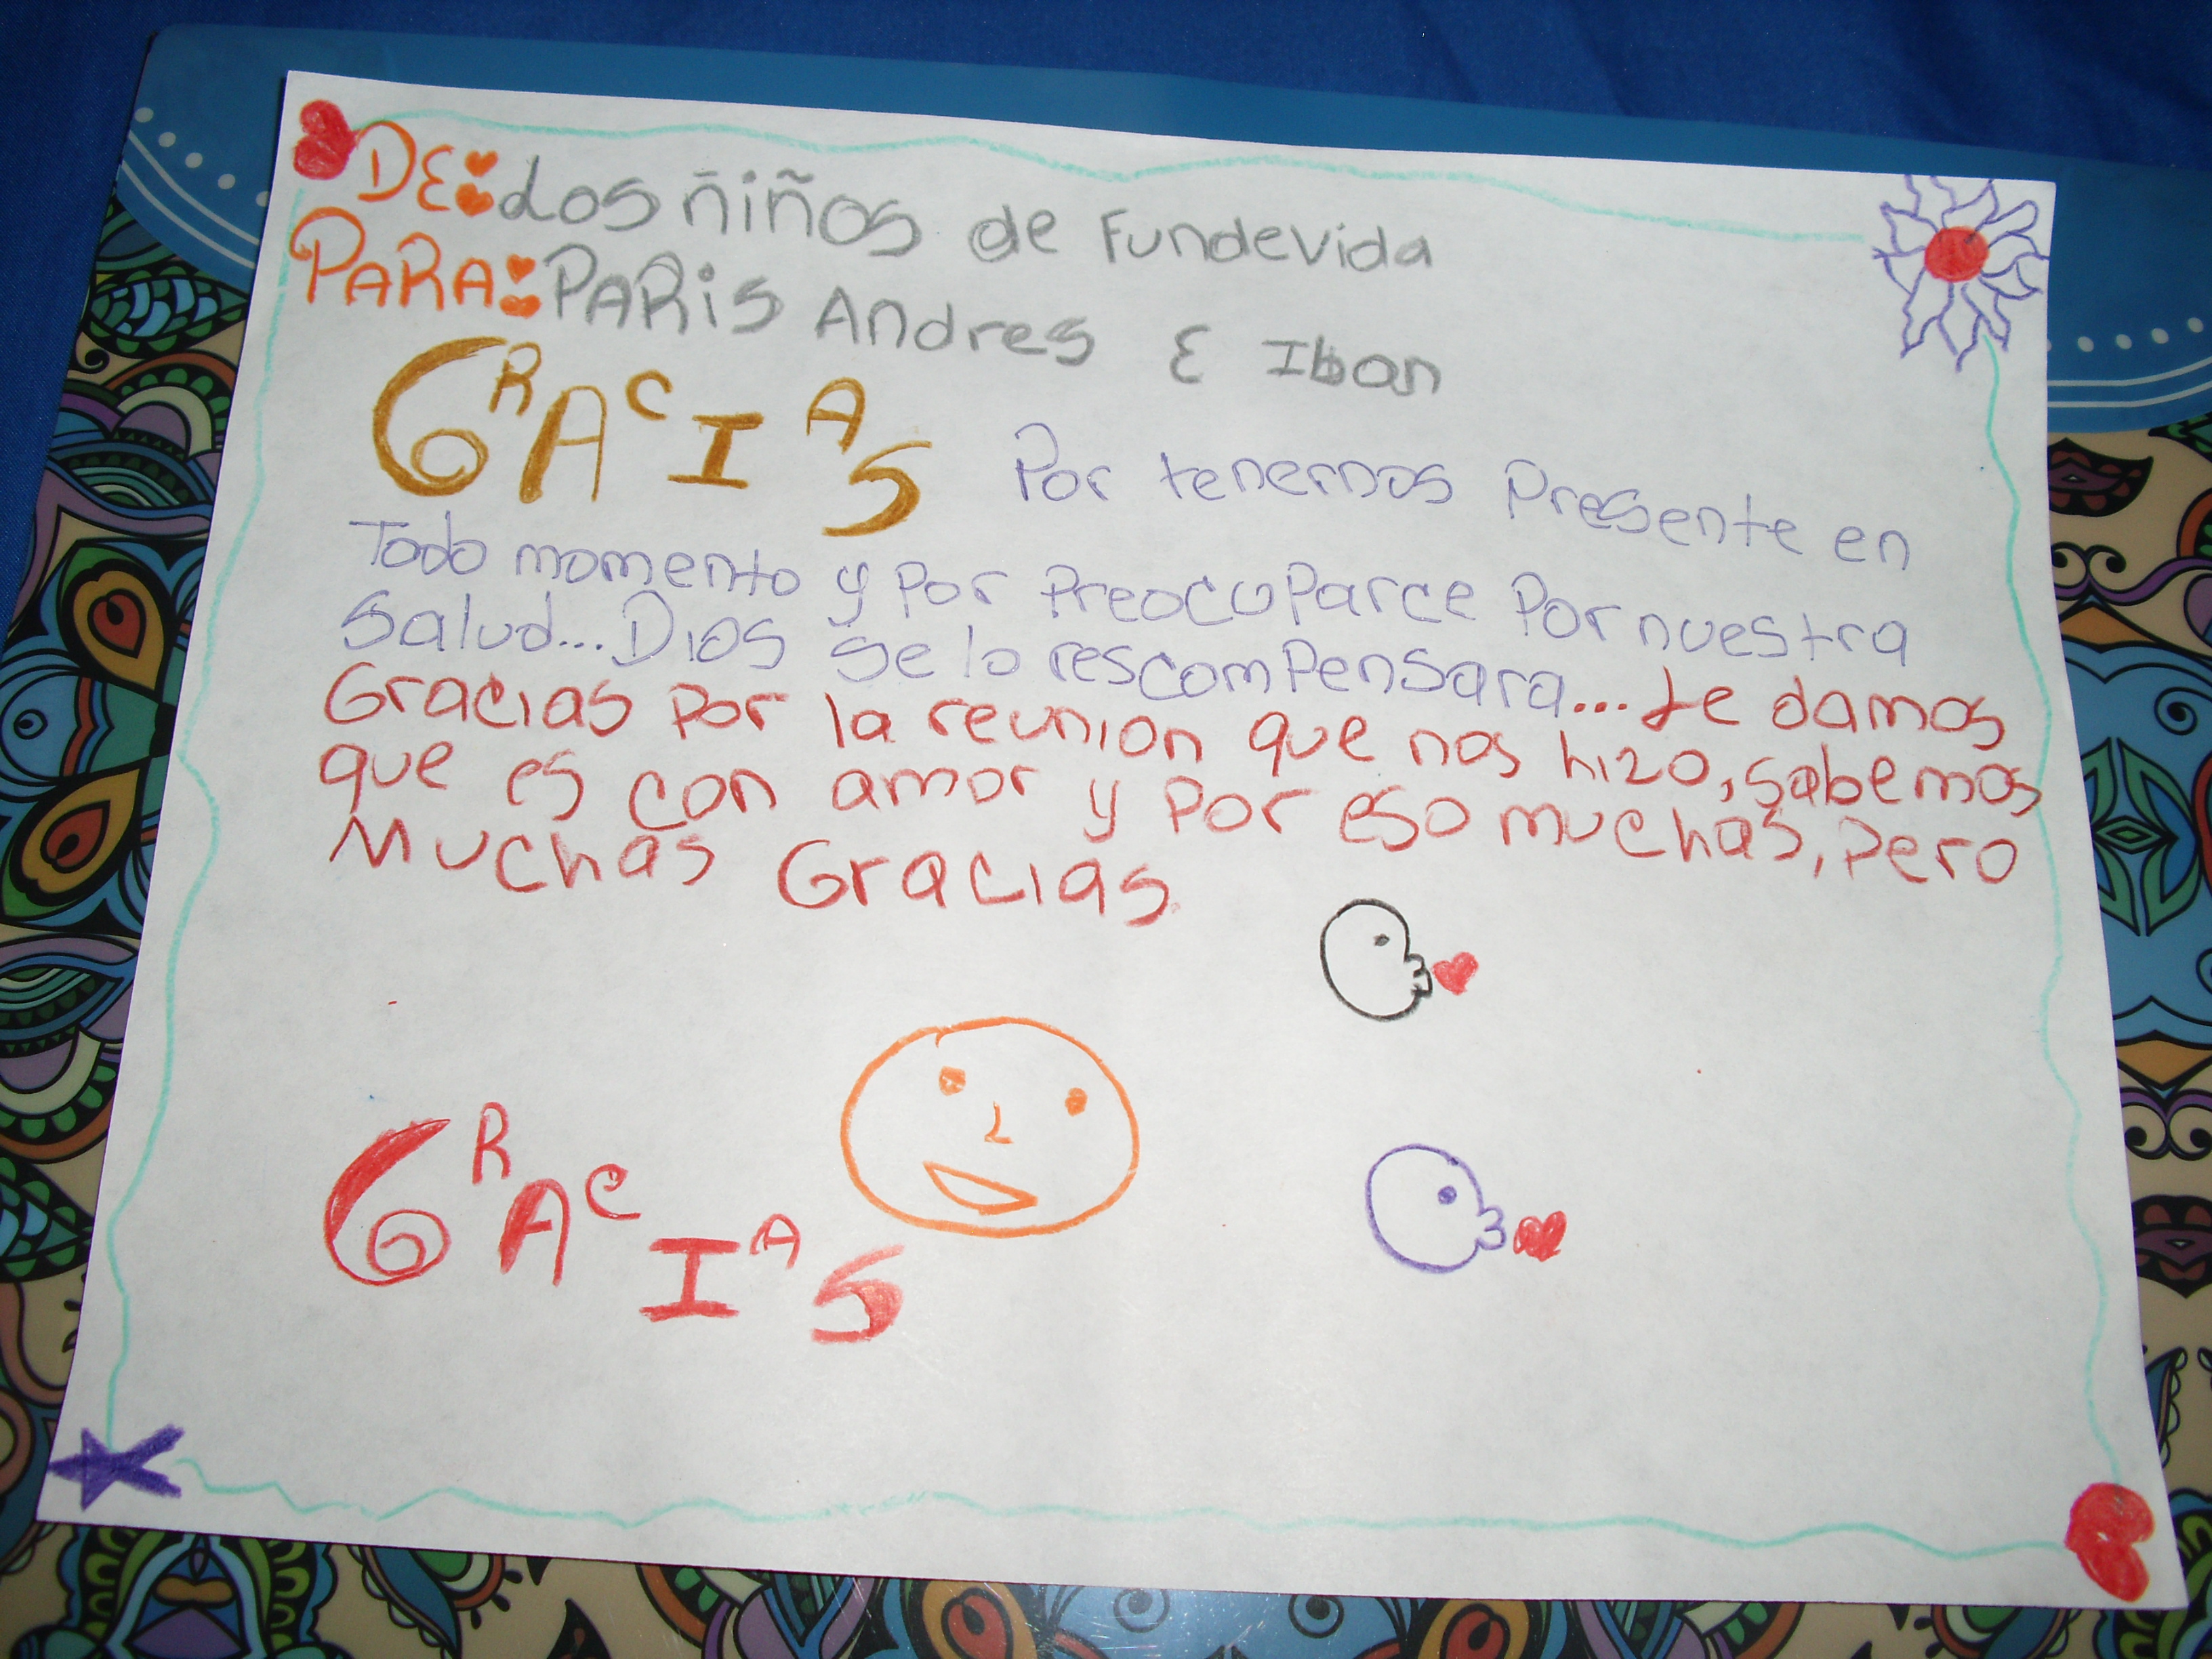 DE: Los ñiños de Fundevida
PARA: PARis Andres E Iban
GRACIAS Por tenernos Presente en
Todo momento y Por Preocuparce Por nuestra
Salud... Dios se lo rescompensara... te damos
Gracias Por la reunion que nos hizo, sabemos
que es con amor y Por eso muchas, Pero
Muchas Gracias
GRACIAS